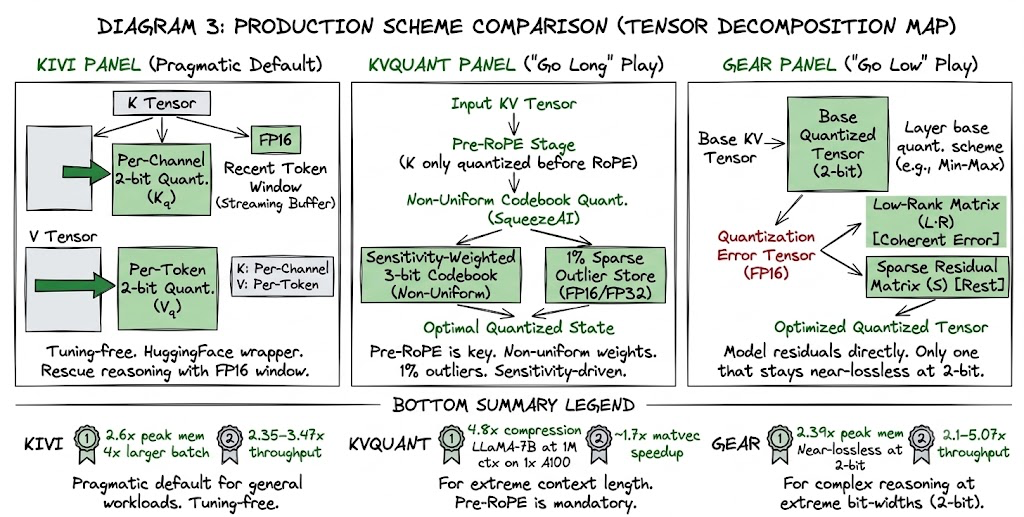 DIAGRAM 3: PRODUCTION SCHEME COMPARISON (TENSOR DECOMPOSITION MAP)
KIVI PANEL (Pragmatic Default)
K Tensor
Per-Channel
2-bit Quant.
(Kq)
FP16
Recent Token
Window
(Streaming Buffer)
V Tensor
Per-Token
2-bit Quant.
(Vq)
K: Per-Channel
V: Per-Token
Tuning-free. HuggingFace wrapper.
Rescue reasoning with FP16 window.
KVQUANT PANEL ("Go Long" Play)
Input KV Tensor
Pre-RoPE Stage
(K only quantized before RoPE)
Non-Uniform Codebook Quant.
(SqueezeAI)
Sensitivity-Weighted
3-bit Codebook
(Non-Uniform)
1% Sparse
Outlier Store
(FP16/FP32)
Optimal Quantized State
Pre-RoPE is key. Non-uniform weights.
1% outliers. Sensitivity-driven.
GEAR PANEL ("Go Low" Play)
Base KV
Tensor
Base
Quantized
Tensor
(2-bit)
Layer base
quant. scheme
(e.g., Min-Max)
Quantization
Error Tensor
(FP16)
Low-Rank Matrix
(L·R)
[Coherent Error]
Sparse Residual
Matrix (S) [Rest]
Optimized Quantized Tensor
Model residuals directly. Only one
that stays near-lossless at 2-bit.
BOTTOM SUMMARY LEGEND
KIVI
1
2.6x peak mem
4x larger batch
2
2.35–3.47x
throughput
Pragmatic default for general
workloads. Tuning-free.
KVQUANT
1
4.8x compression
LLaMA-7B at 1M
ctx on 1x A100
2
~1.7x matvec
speedup
For extreme context length.
Pre-RoPE is mandatory.
GEAR
1
2.39x peak mem
Near-lossless at
2-bit
2
2.1–5.07x
throughput
For complex reasoning at
extreme bit-widths (2-bit).